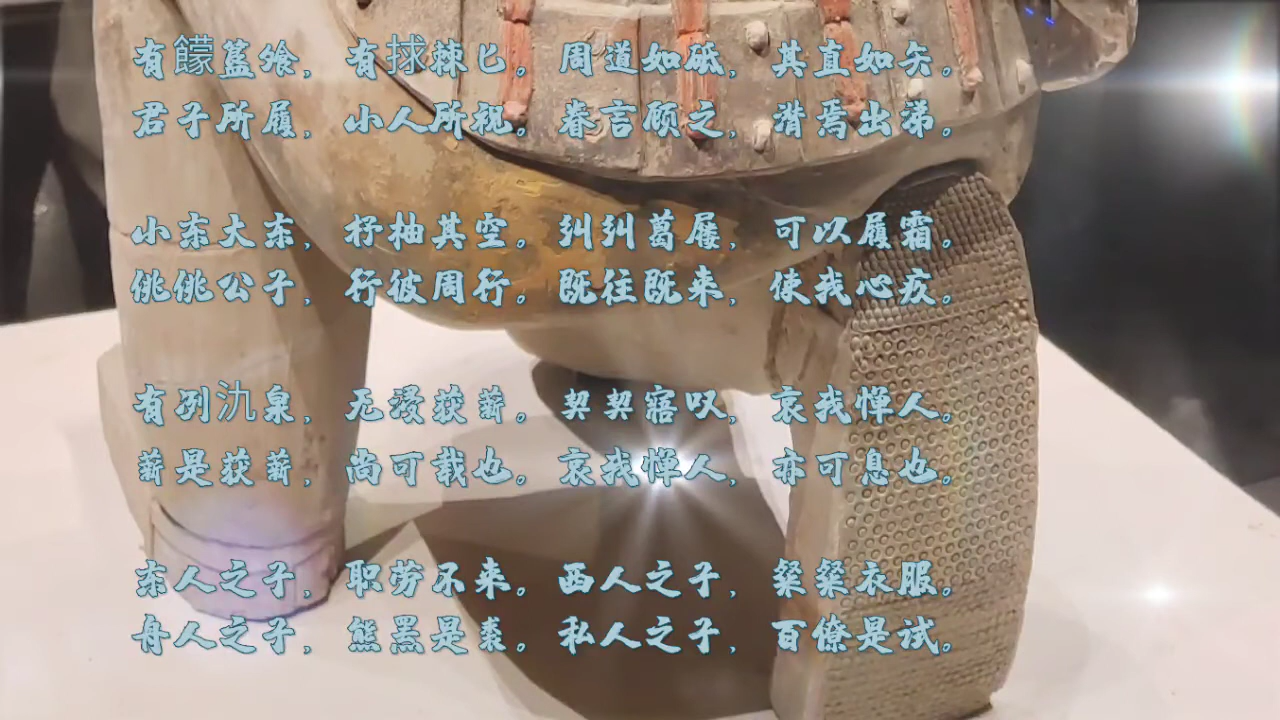 有饛簋飧，有捄棘匕。周道如砥，其直如矢。
君子所履，小人所视。眷言顾之，潸焉出涕。
小东大东，杼柚其空。纠纠葛屦，可以履霜。
佻佻公子，行彼周行。既往既来，使我心疚。
有冽氿泉，无浸获薪。契契寤叹，哀我惮人。
薪是获薪，尚可载也。哀我惮人，亦可息也。
东人之子，职劳不来。西人之子，粲粲衣服。
舟人之子，熊罴是裘。私人之子，百僚是试。